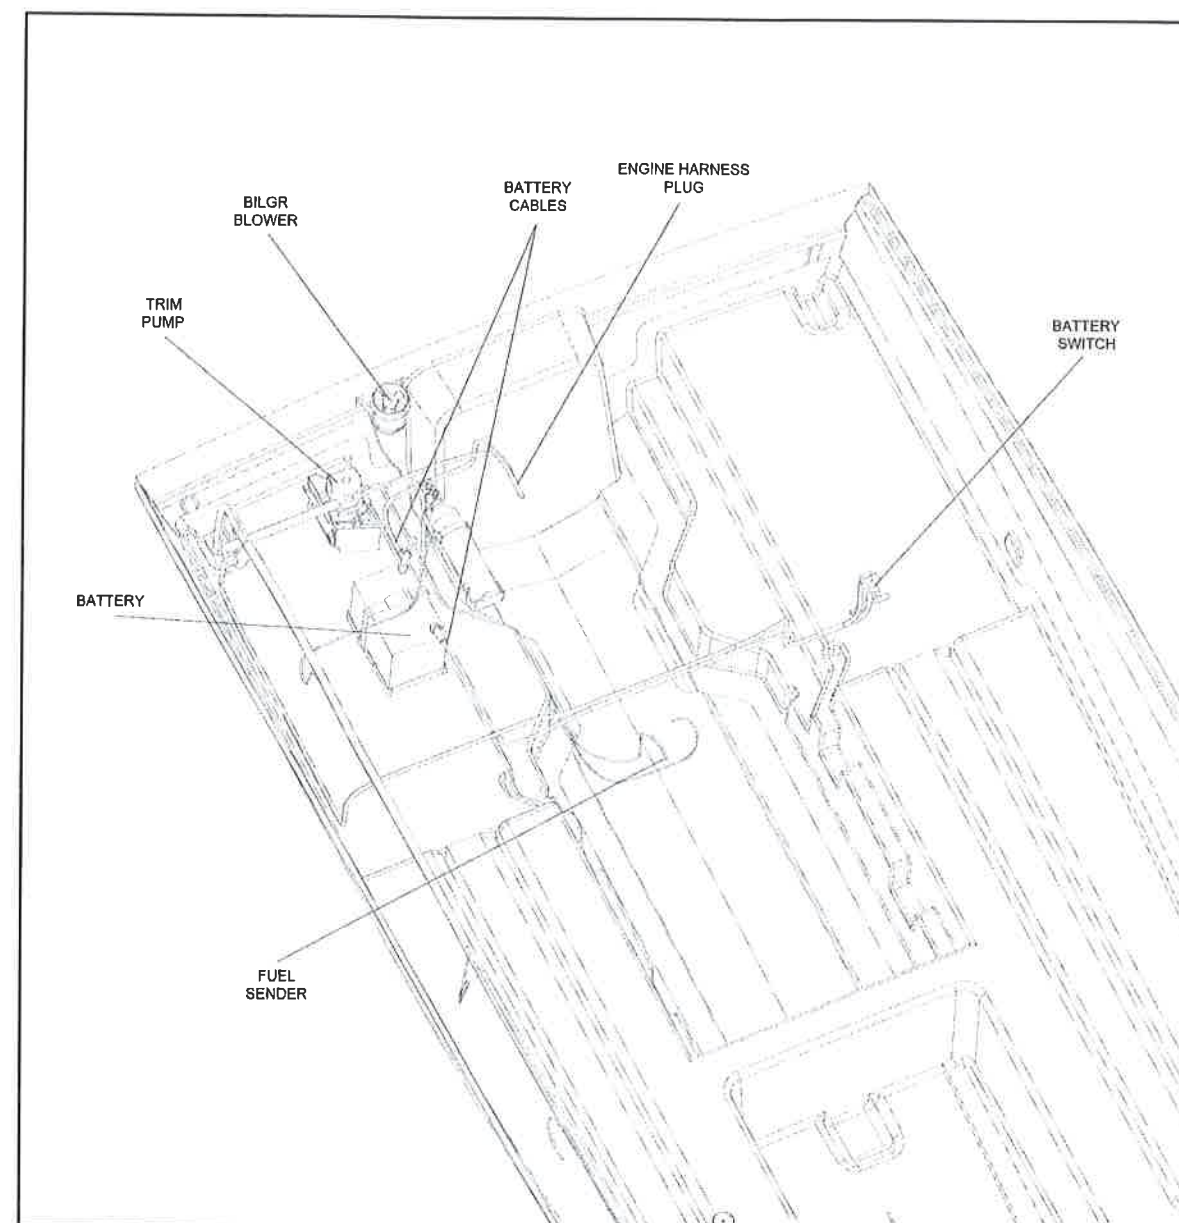 ENGINE HARNESS
PLUG
BATTERY
CABLES
BILGR
BLOWER
TRIM
PUMP
BATTERY
SWITCH
BATTERY
FUEL
SENDER